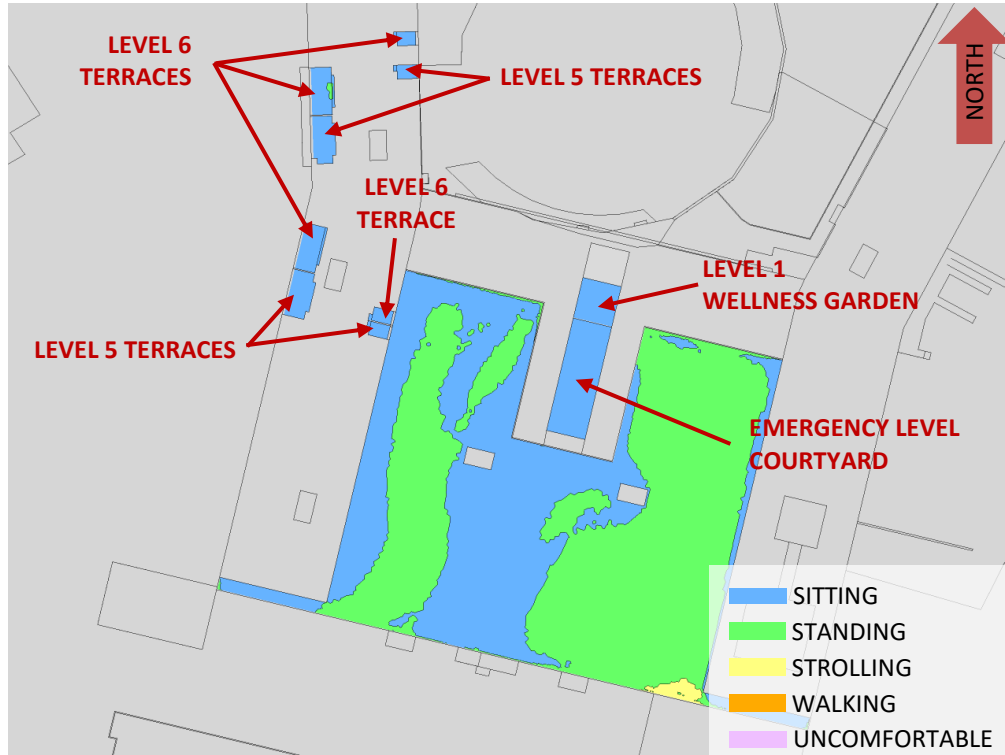 LEVEL 6
TERRACES
LEVEL 5 TERRACES
NORTH
LEVEL 6
TERRACE
LEVEL 1
WELLNESS GARDEN
LEVEL 5 TERRACES
EMERGENCY LEVEL
COURTYARD
SITTING
STANDING
STROLLING
WALKING
UNCOMFORTABLE